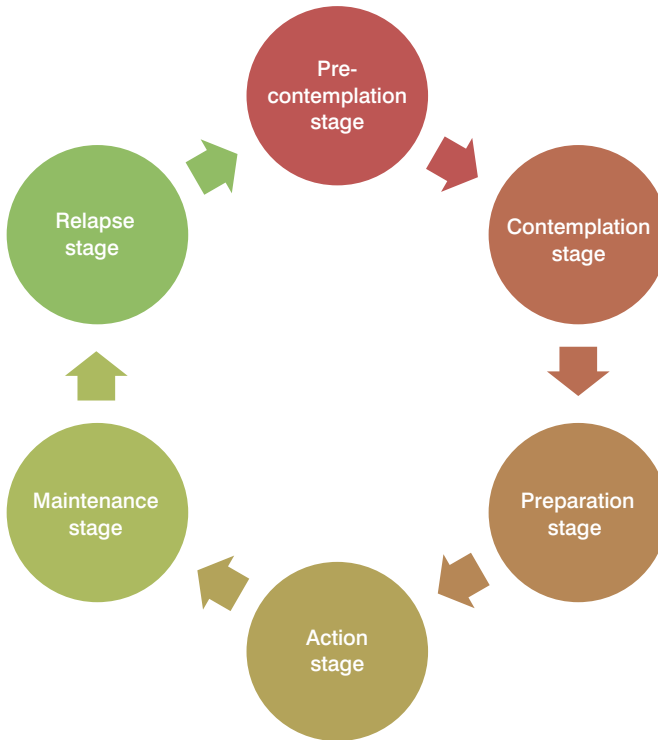 Pre-
contemplation
stage
Contemplation
stage
Preparation
stage
Action
stage
Maintenance
stage
Relapse
stage